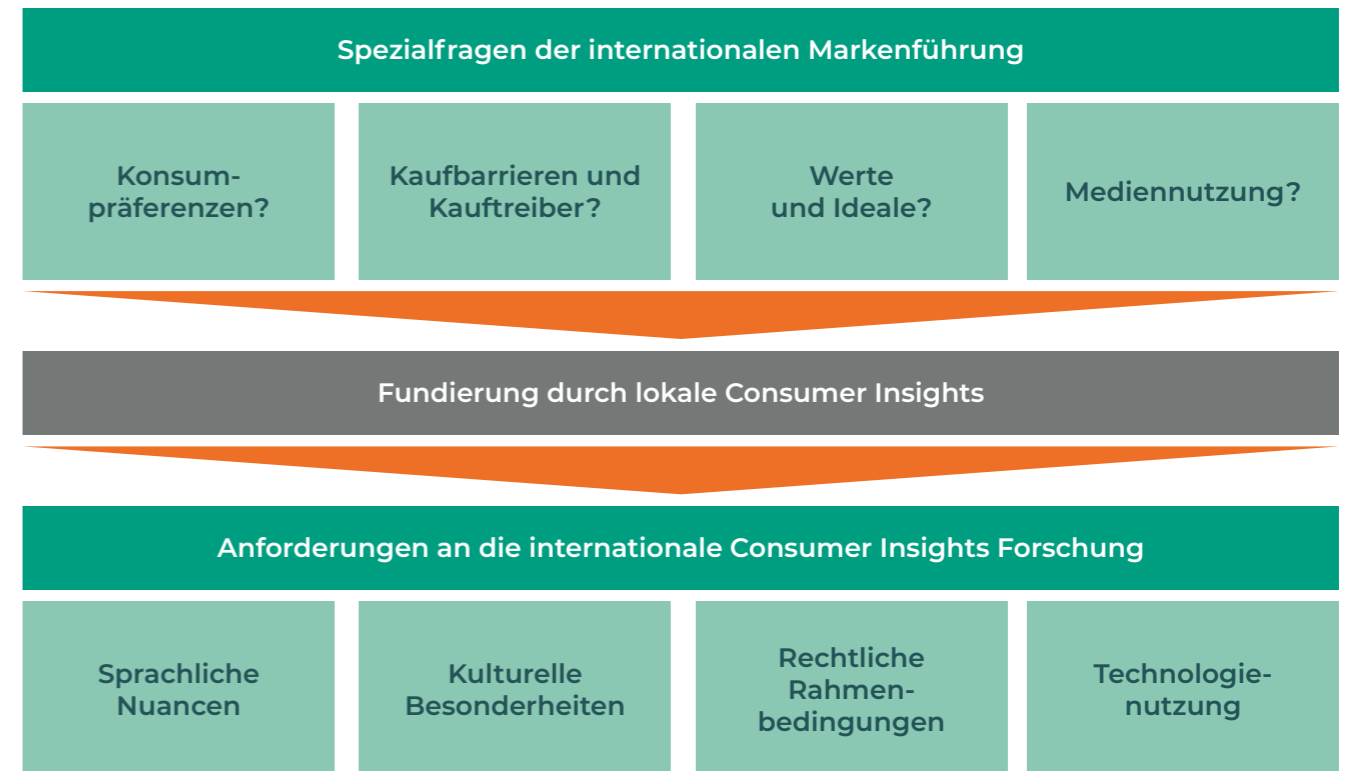 Spezialfragen der internationalen Markenführung
Konsum-
präferenzen?
Kaufbarrieren und
Kauftreiber?
Werte
und Ideale?
Mediennutzung?
Fundierung durch lokale Consumer Insights
Anforderungen an die internationale Consumer Insights Forschung
Sprachliche
Nuancen
Kulturelle
Besonderheiten
Rechtliche
Rahmen-
bedingungen
Technologie-
nutzung